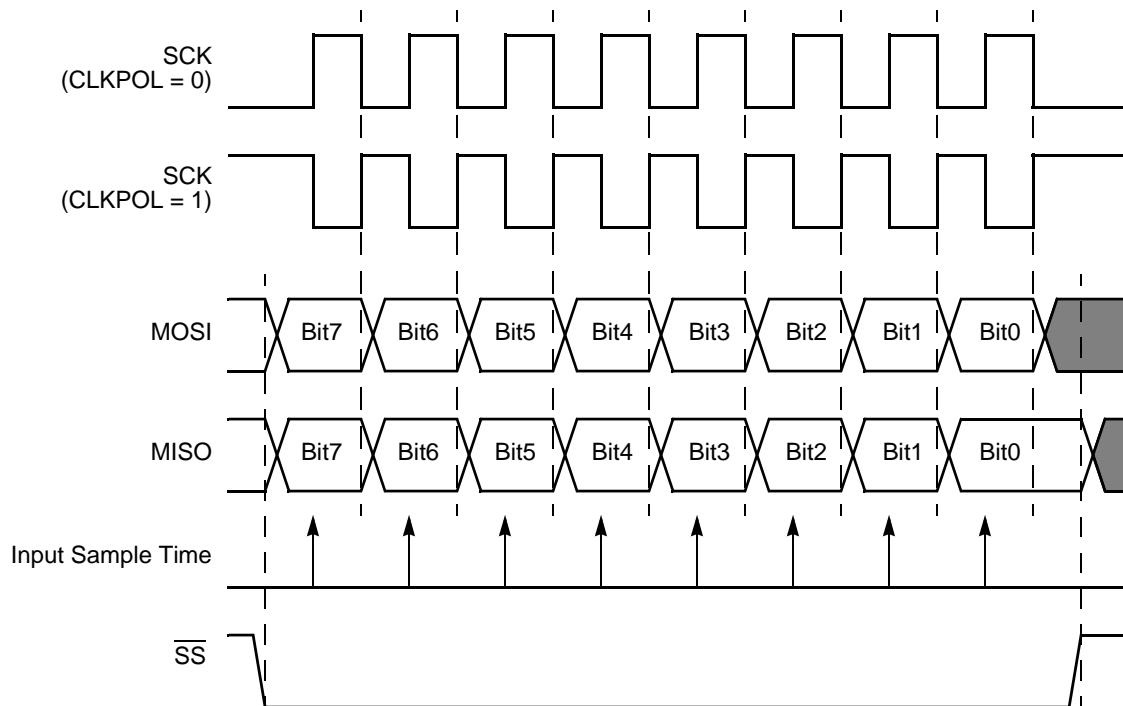 SCK
(CLKPOL = 0)
SCK
(CLKPOL = 1)
MOSI
Bit7 Bit6 Bit5 Bit4 Bit3 Bit2 Bit1 Bit0
MISO
Bit7 Bit6 Bit5 Bit4 Bit3 Bit2 Bit1 Bit0
Input Sample Time
SS